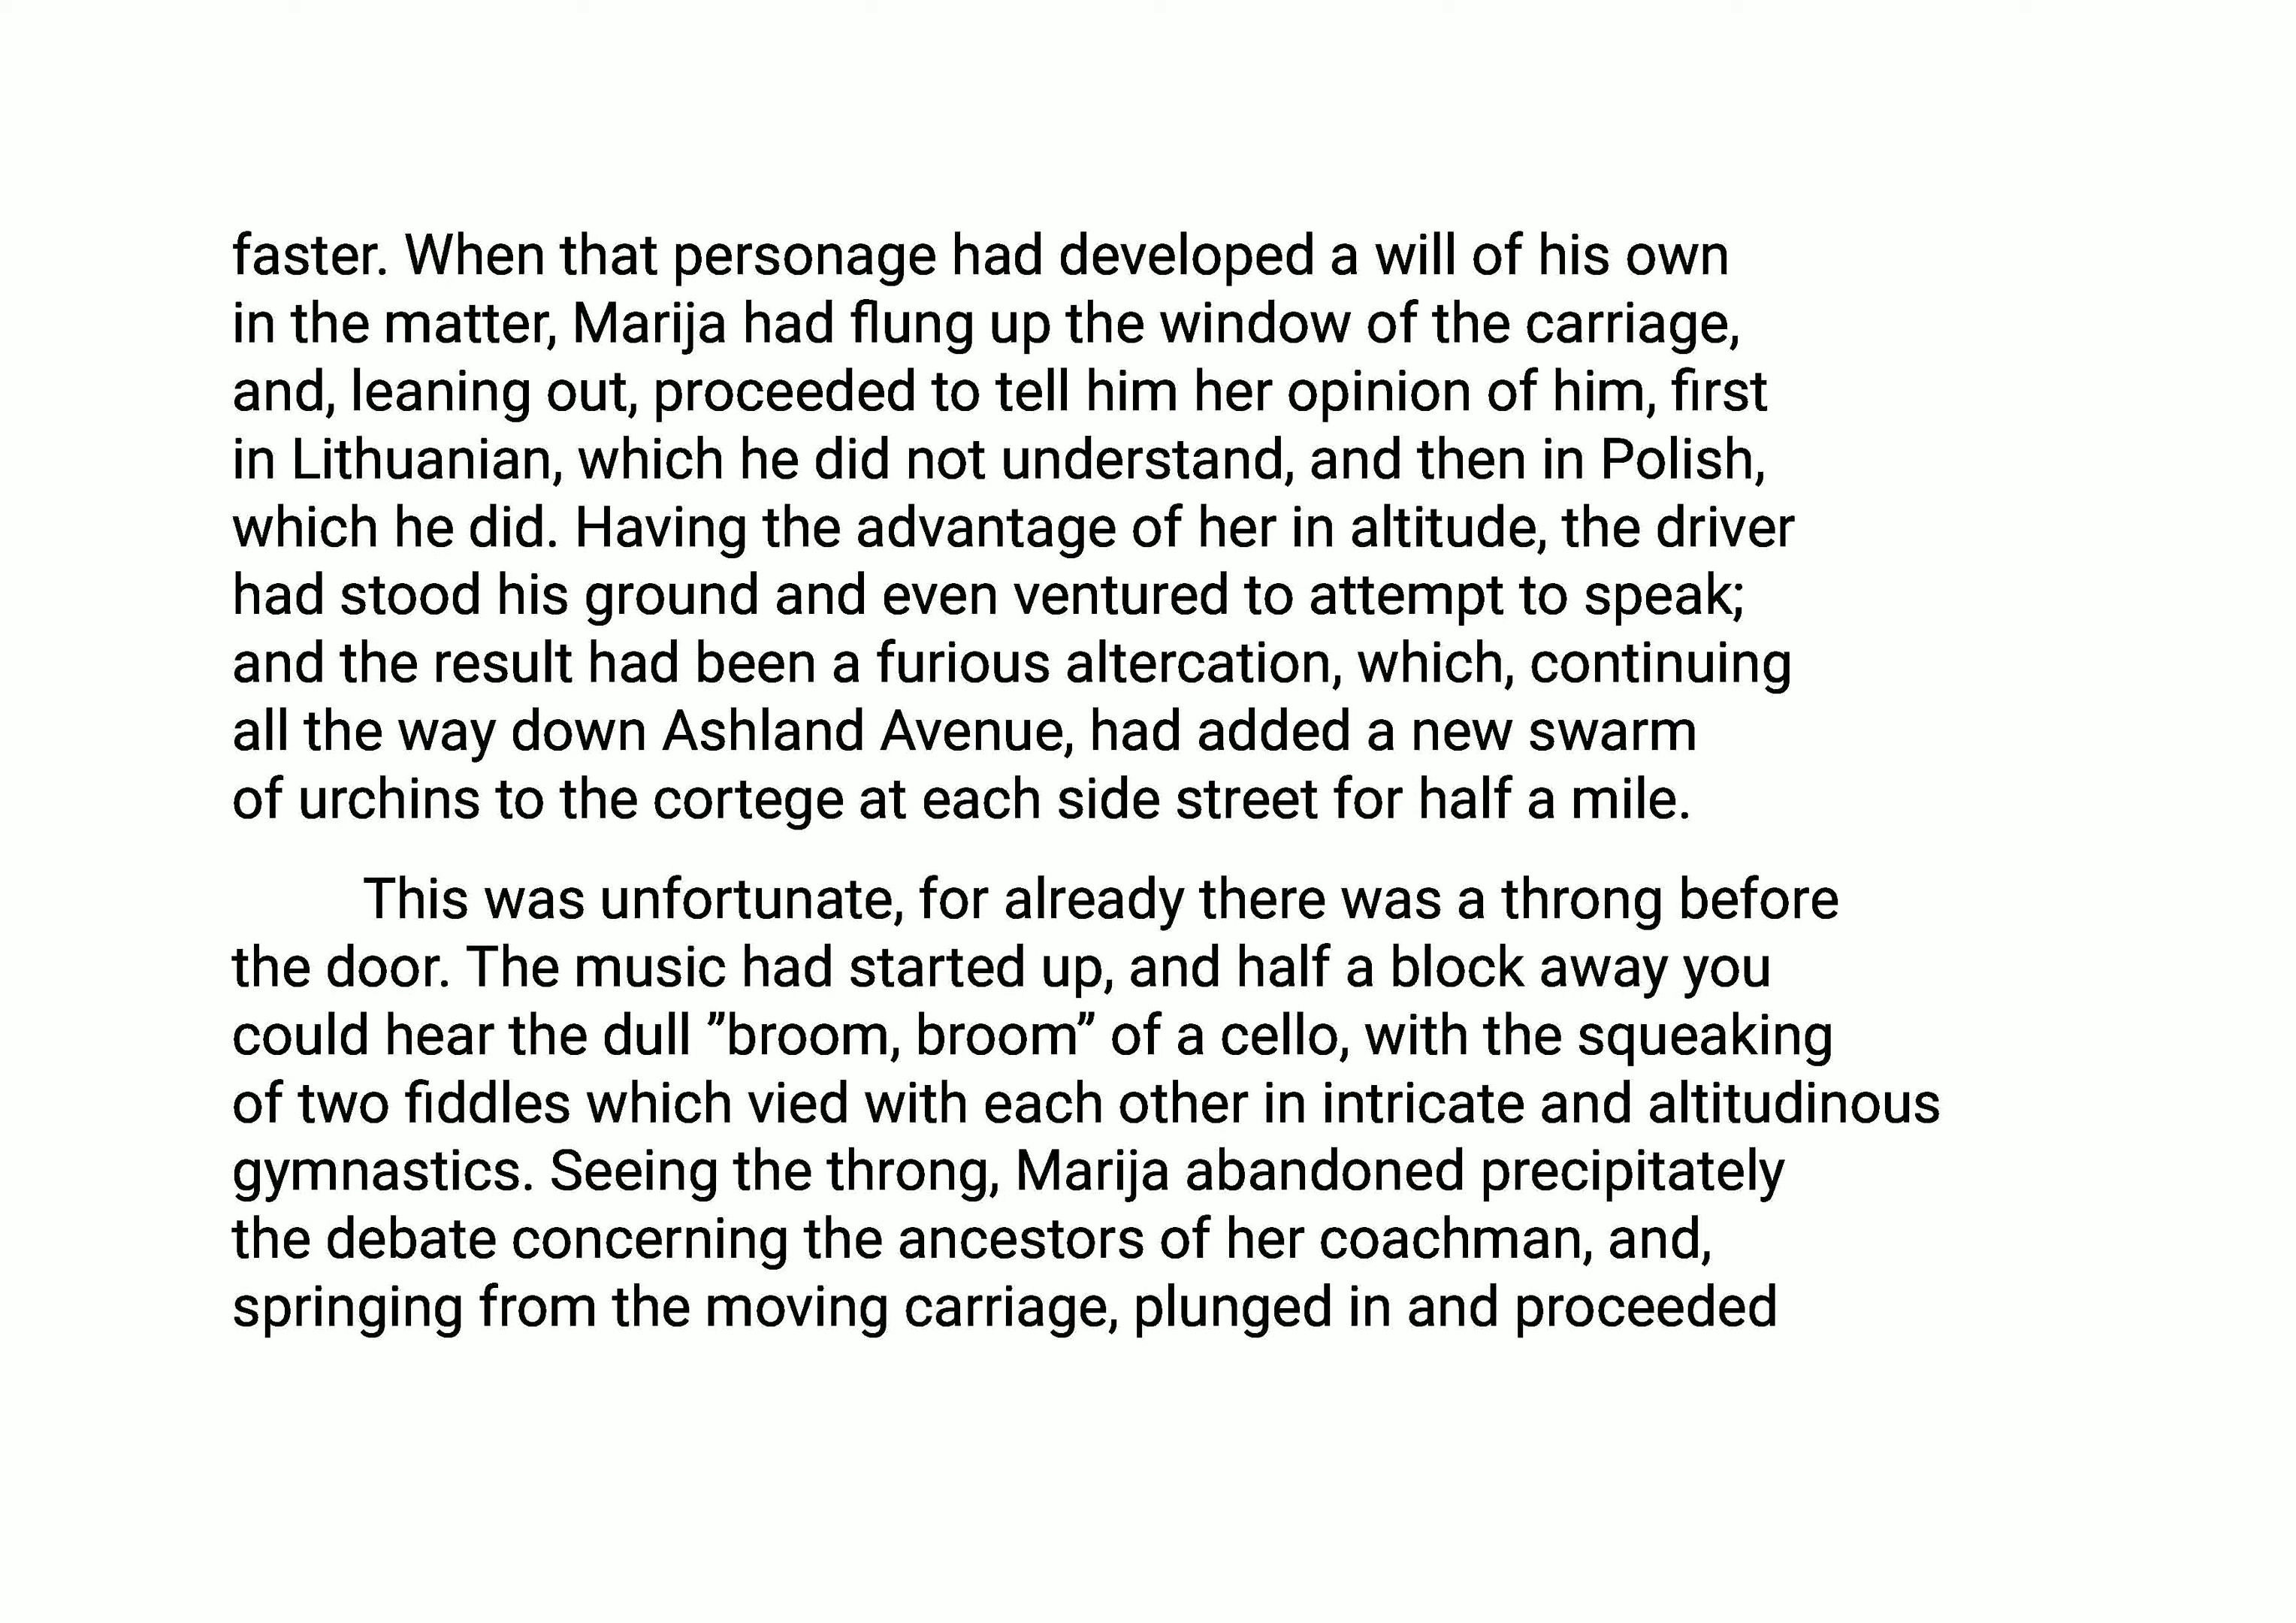 faster. When that personage had developed a will of his own
in the matter, Marija had flung up the window of the carriage,
and, leaning out, proceeded to tell him her opinion of him, first
in Lithuanian, which he did not understand, and then in Polish,
which he did. Having the advantage of her in altitude, the driver
had stood his ground and even ventured to attempt to speak;
and the result had been a furious altercation, which, continuing
all the way down Ashland Avenue, had added a new swarm
of urchins to the cortege at each side street for half a mile.
This was unfortunate, for already there was a throng before
the door. The music had started up, and half a block away you
could hear the dull ”broom, broom” of a cello, with the squeaking
of two fiddles which vied with each other in intricate and altitudinous
gymnastics. Seeing the throng, Marija abandoned precipitately
the debate concerning the ancestors of her coachman, and,
springing from the moving carriage, plunged in and proceeded